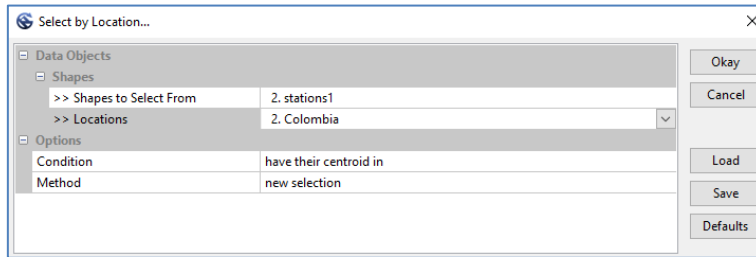 Select by Location...
Data Objects
Shapes
>> Shapes to Select From 2. stations1
>> Locations 2. Colombia
Options
Condition have their centroid in
Method new selection
Okay
Cancel
Load
Save
Defaults